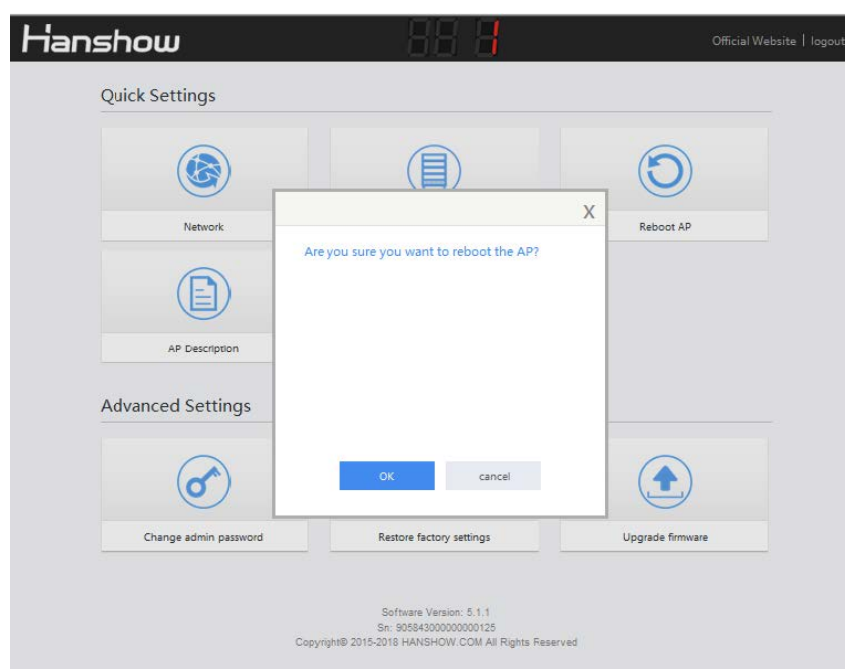 Hanshow
1
Official Website | logout
Quick Settings
Network
Reboot AP
X
Are you sure you want to reboot the AP?
OK
cancel
AP Description
Advanced Settings
Change admin password
Restore factory settings
Upgrade firmware
Software Version: 5.1.1
Sn: 905843000000000125
Copyright© 2015-2018 HANSHOW.COM All Rights Reserved